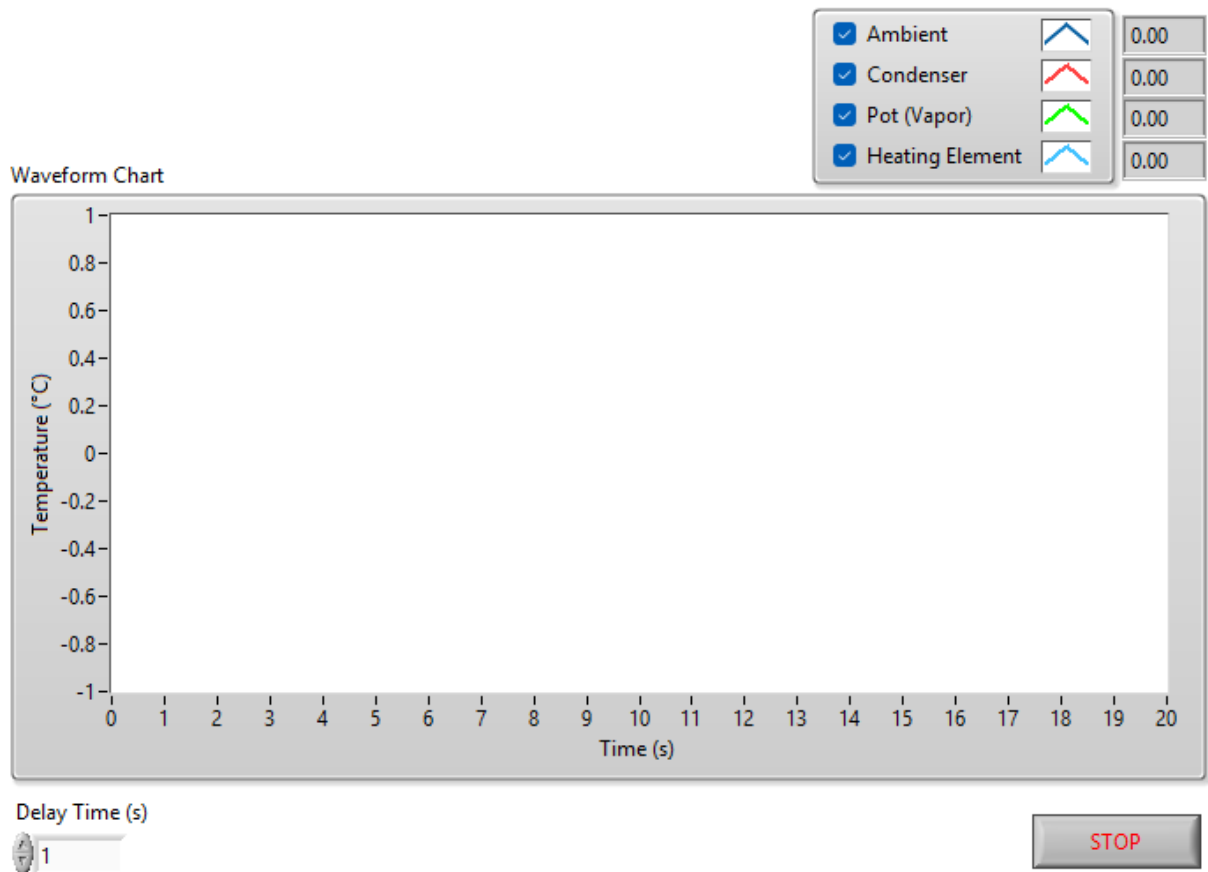 Ambient 0.00
Condenser 0.00
Pot (Vapor) 0.00
Heating Element 0.00
Waveform Chart
Temperature (°C)
1
0.8
0.6
0.4
0.2
0
-0.2
-0.4
-0.6
-0.8
-1
0 1 2 3 4 5 6 7 8 9 10 11 12 13 14 15 16 17 18 19 20
Time (s)
Delay Time (s)
1
STOP